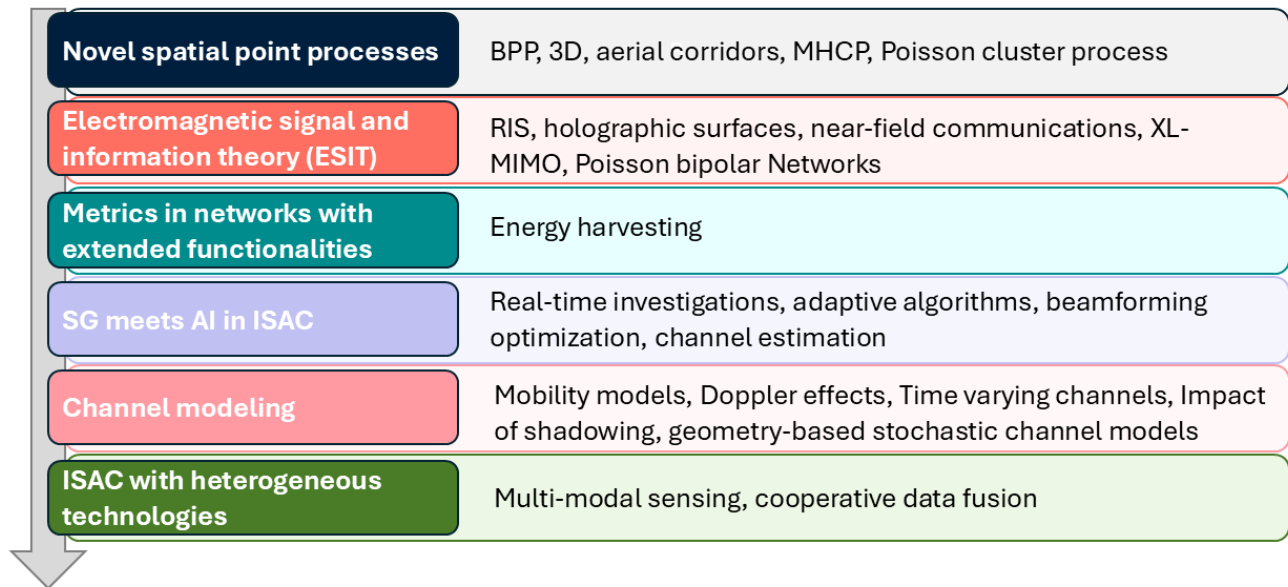 Novel spatial point processes
BPP, 3D, aerial corridors, MHCP, Poisson cluster process
Electromagnetic signal and
information theory (ESIT)
RIS, holographic surfaces, near-field communications, XL-
MIMO, Poisson bipolar Networks
Metrics in networks with
extended functionalities
Energy harvesting
SG meets AI in ISAC
Real-time investigations, adaptive algorithms, beamforming
optimization, channel estimation
Channel modeling
Mobility models, Doppler effects, Time varying channels, Impact
of shadowing, geometry-based stochastic channel models
ISAC with heterogeneous
technologies
Multi-modal sensing, cooperative data fusion